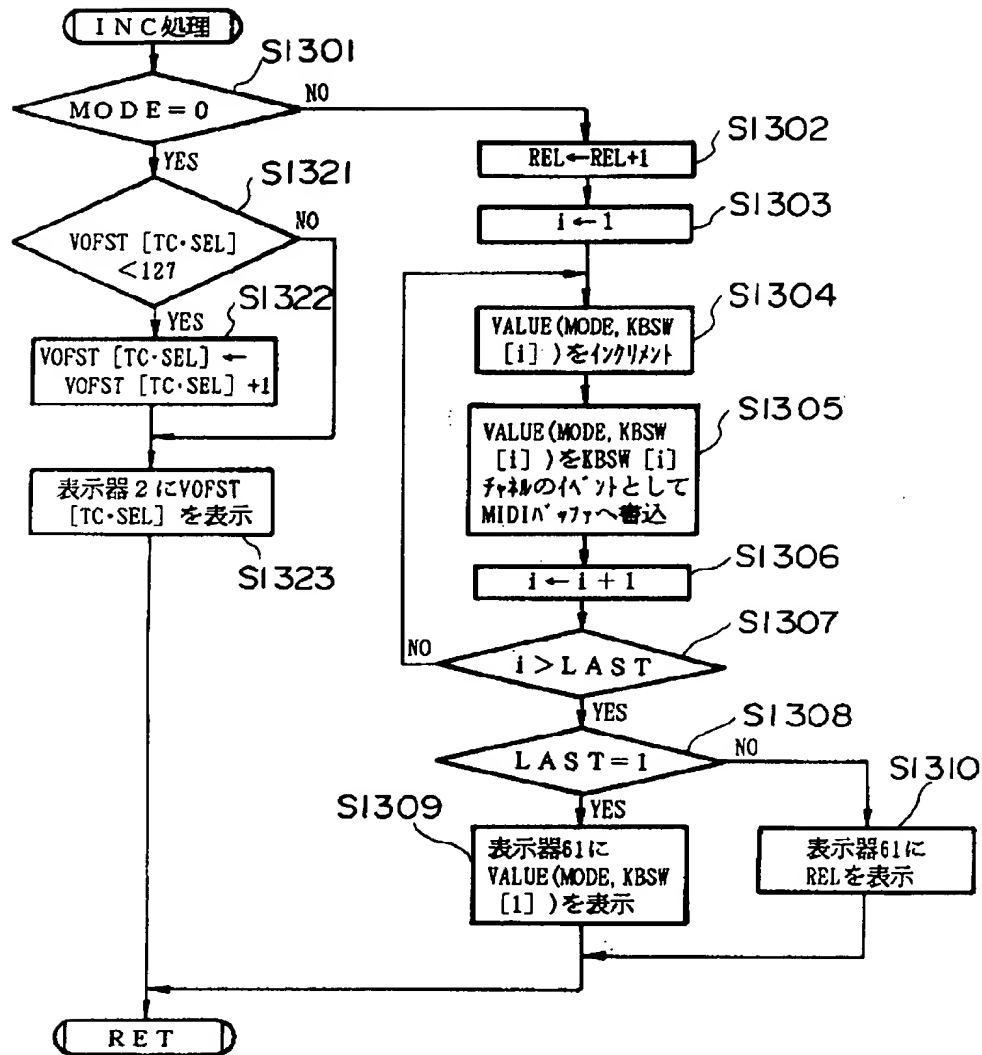 INC処理
S1301
MODE=0
NO
YES
S1321
VOFST [TC·SEL]
<127
NO
YES
S1322
VOFST [TC·SEL] ←
VOFST [TC·SEL] +1
表示器2にVOFST
[TC·SEL] を表示
S1323
S1302
REL←REL+1
S1303
i ← 1
S1304
VALUE(MODE, KBSW
[i] )をインクリメント
S1305
VALUE(MODE, KBSW
[i] )をKBSW [i]
チャネルのイベントとして
MIDIバッファへ書込
S1306
i ← i + 1
S1307
NO
i > LAST
YES
S1308
LAST=1
NO
YES
S1309
表示器61に
VALUE(MODE, KBSW
[1] )を表示
S1310
表示器61に
RELを表示
RET